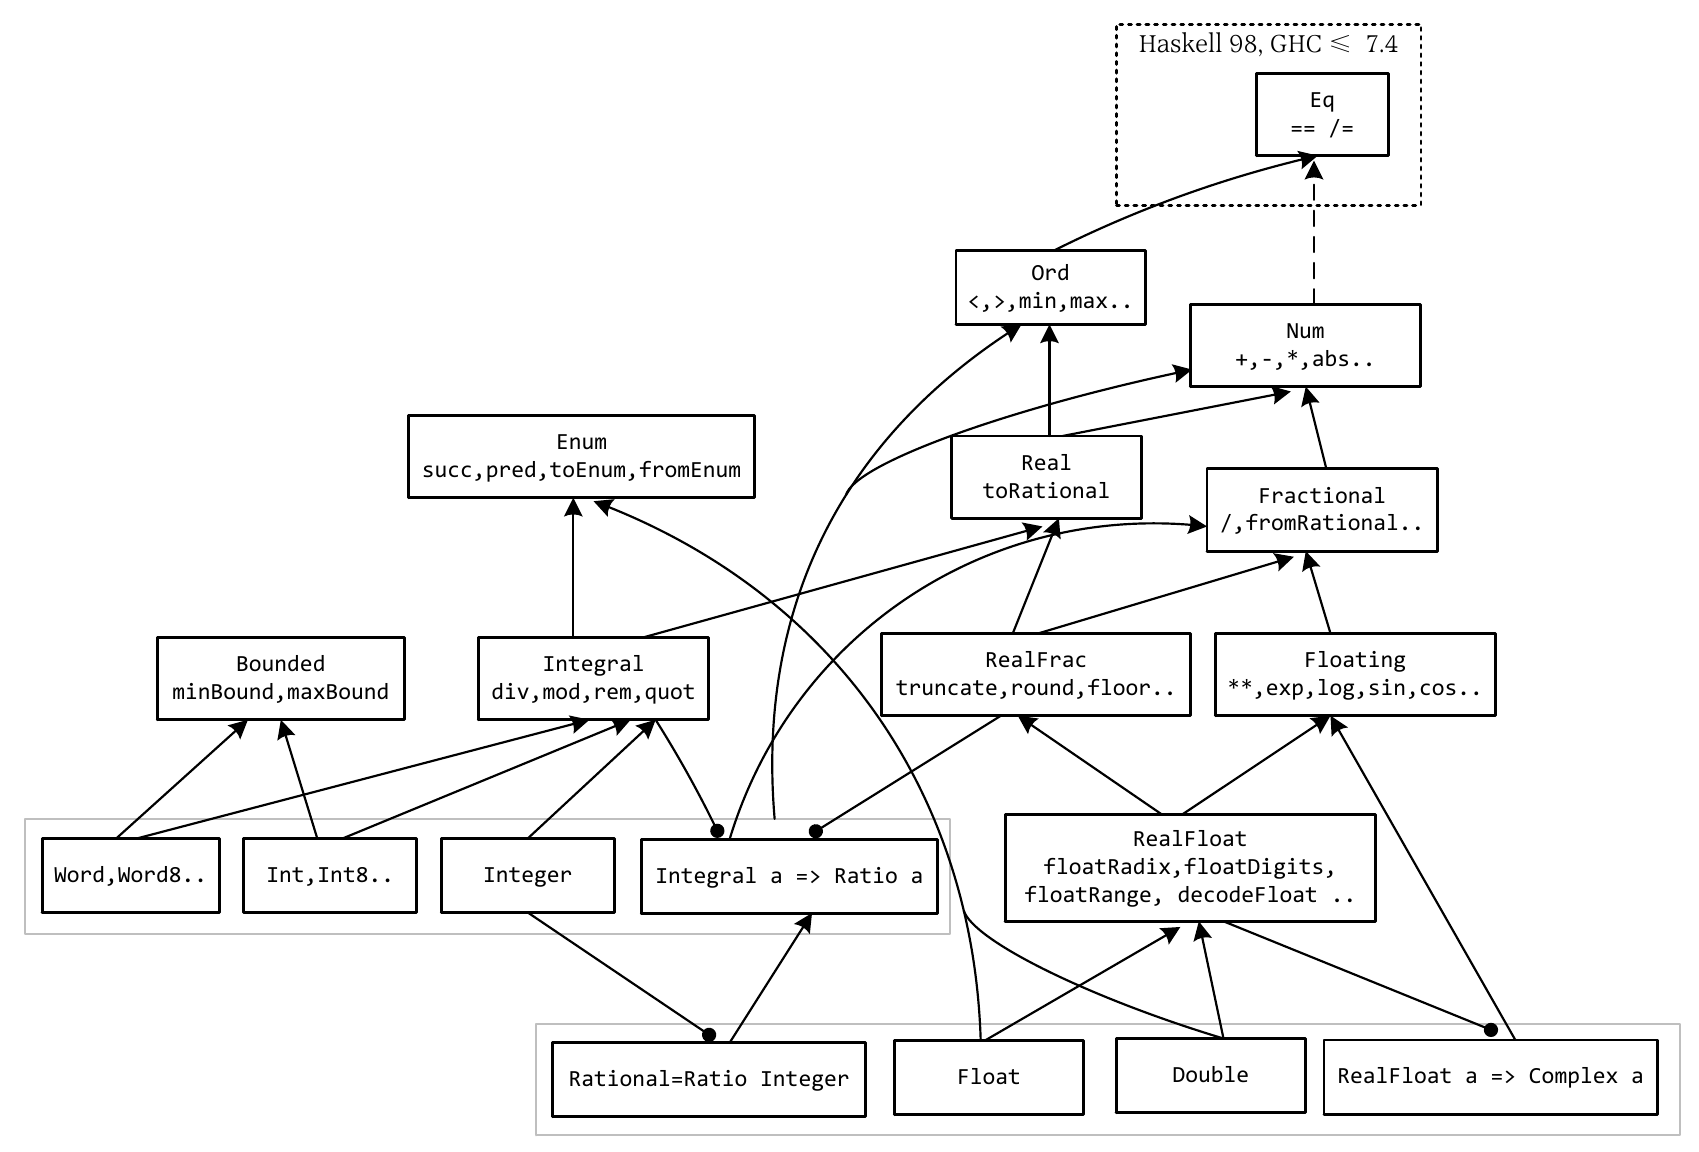 Haskell 98, GHC ⩽ 7.4
Eq
== /=
Ord
<,>,min,max..
Num
+,-,*,abs..
Enum
succ,pred,toEnum,fromEnum
Real
toRational
Fractional
/,fromRational..
Bounded
minBound,maxBound
Integral
div,mod,rem,quot
RealFrac
truncate,round,floor..
Floating
**,exp,log,sin,cos..
RealFloat
floatRadix,floatDigits,
floatRange, decodeFloat ..
Word,Word8..
Int,Int8..
Integer
Integral a => Ratio a
Rational=Ratio Integer
Float
Double
RealFloat a => Complex a